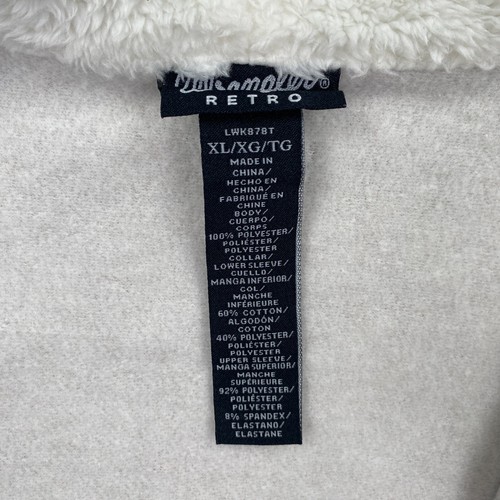 RETRO
LWK878T
XL/XG/TG
MADE IN
CHINA/
HECHO EN
CHINA/
FABRIQUÉ EN
CHINE
BODY/
CUERPO/
CORPS
100% POLYESTER/
POLIÉSTER/
POLYESTER
COLLAR/
LOWER SLEEVE/
CUELLO/
MANGA INFERIOR/
COL/
MANCHE
INFÉRIEURE
60% COTTON/
ALGODÓN/
COTON
40% POLYESTER/
POLIÉSTER/
POLYESTER
UPPER SLEEVE/
MANGA SUPERIOR/
MANCHE
SUPÉRIEURE
92% POLYESTER/
POLIÉSTER/
POLYESTER
8% SPANDEX/
ELASTANO/
ELASTANE